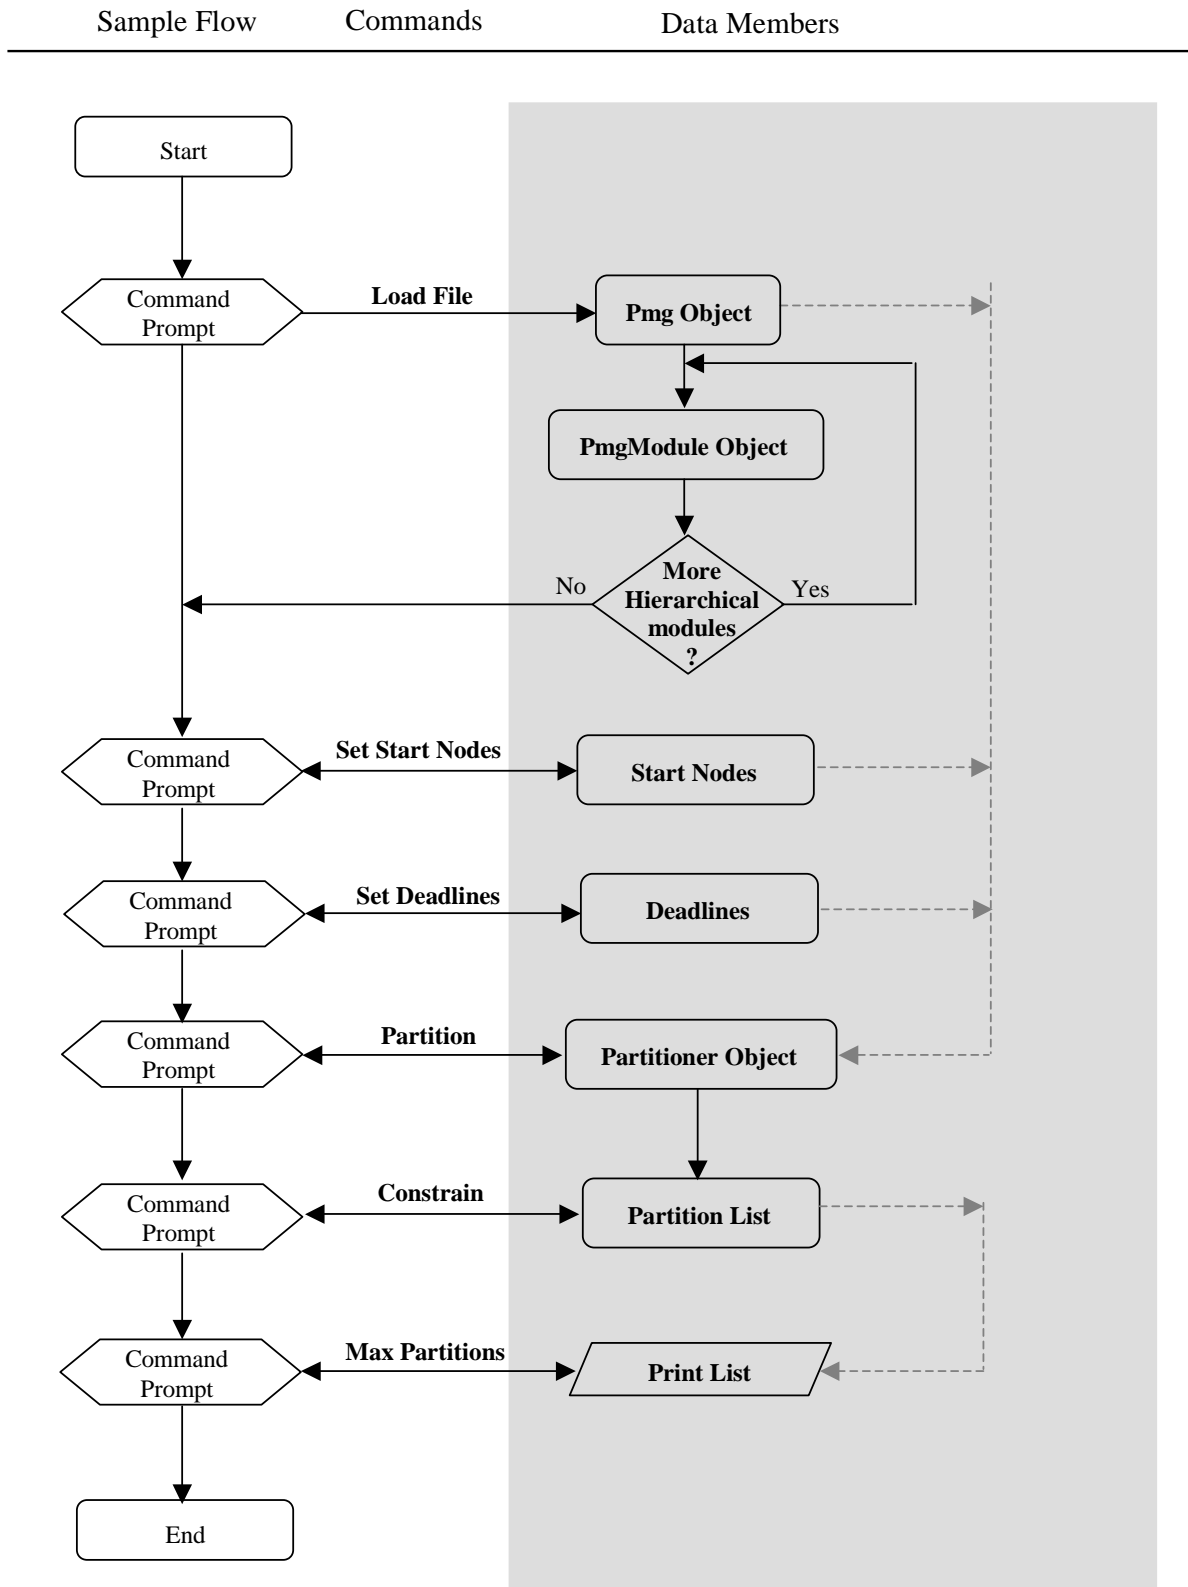 Sample Flow
Commands
Data Members
Start
Command
Prompt
Load File
Pmg Object
PmgModule Object
More
Hierarchical
modules
?
No
Yes
Command
Prompt
Set Start Nodes
Start Nodes
Command
Prompt
Set Deadlines
Deadlines
Command
Prompt
Partition
Partitioner Object
Command
Prompt
Constrain
Partition List
Command
Prompt
Max Partitions
Print List
End